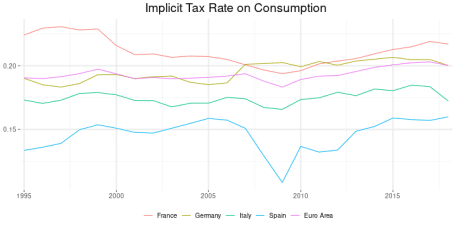 Implicit Tax Rate on Consumption
0.20
0.15
1995 2000 2005 2010 2015
France Germany Italy Spain Euro Area